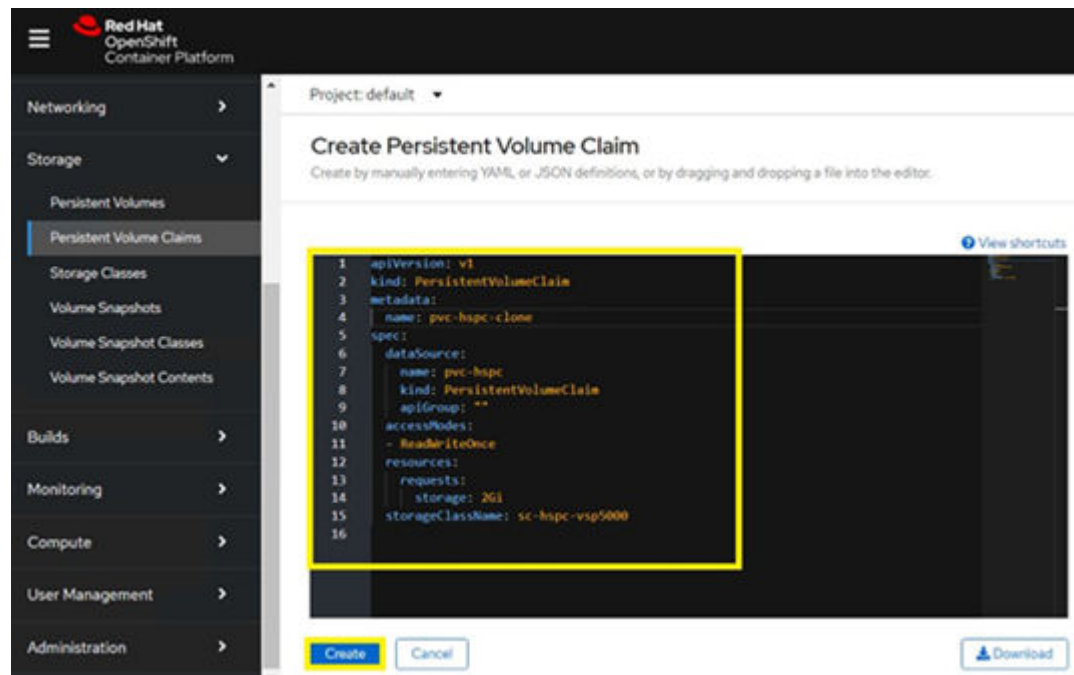 Red Hat
OpenShift
Container Platform
Networking
Storage
Persistent Volumes
Persistent Volume Claims
Storage Classes
Volume Snapshots
Volume Snapshot Classes
Volume Snapshot Contents
Builds
Monitoring
Compute
User Management
Administration
Project: default
Create Persistent Volume Claim
Create by manually entering YAML or JSON definitions, or by dragging and dropping a file into the editor.
View shortcuts
1 apiVersion: v1
2 kind: PersistentVolumeClaim
3 metadata:
4 name: pvc-hspc-clone
5 spec:
6 dataSource:
7 name: pvc-hspc
8 kind: PersistentVolumeClaim
9 apiGroup: ""
10 accessModes:
11 - ReadWriteOnce
12 resources:
13 requests:
14 storage: 2Gi
15 storageClassName: sc-hspc-vsp5000
16
Create
Cancel
Download